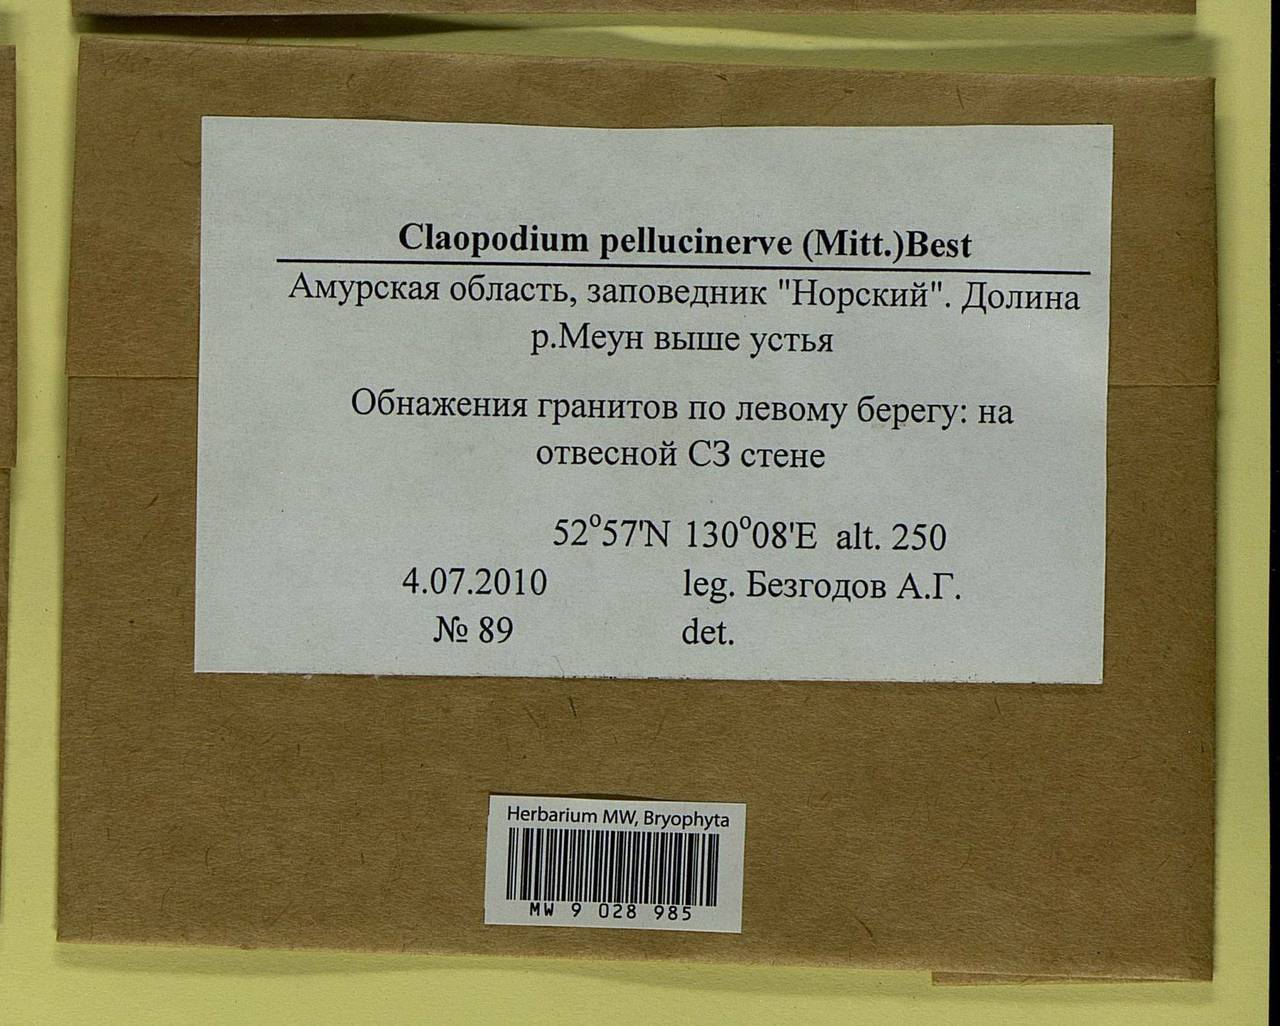 Claopodium pellucinerve (Mitt.)Best
Амурская область, заповедник "Норский". Долина
р.Меун выше устья
Обнажения гранитов по левому берегу: на
отвесной СЗ стене
52°57'N 130°08'E alt. 250
4.07.2010 leg. Безгодов А.Г.
№ 89 det.
Herbarium MW, Bryophyta
MW 9 028 985